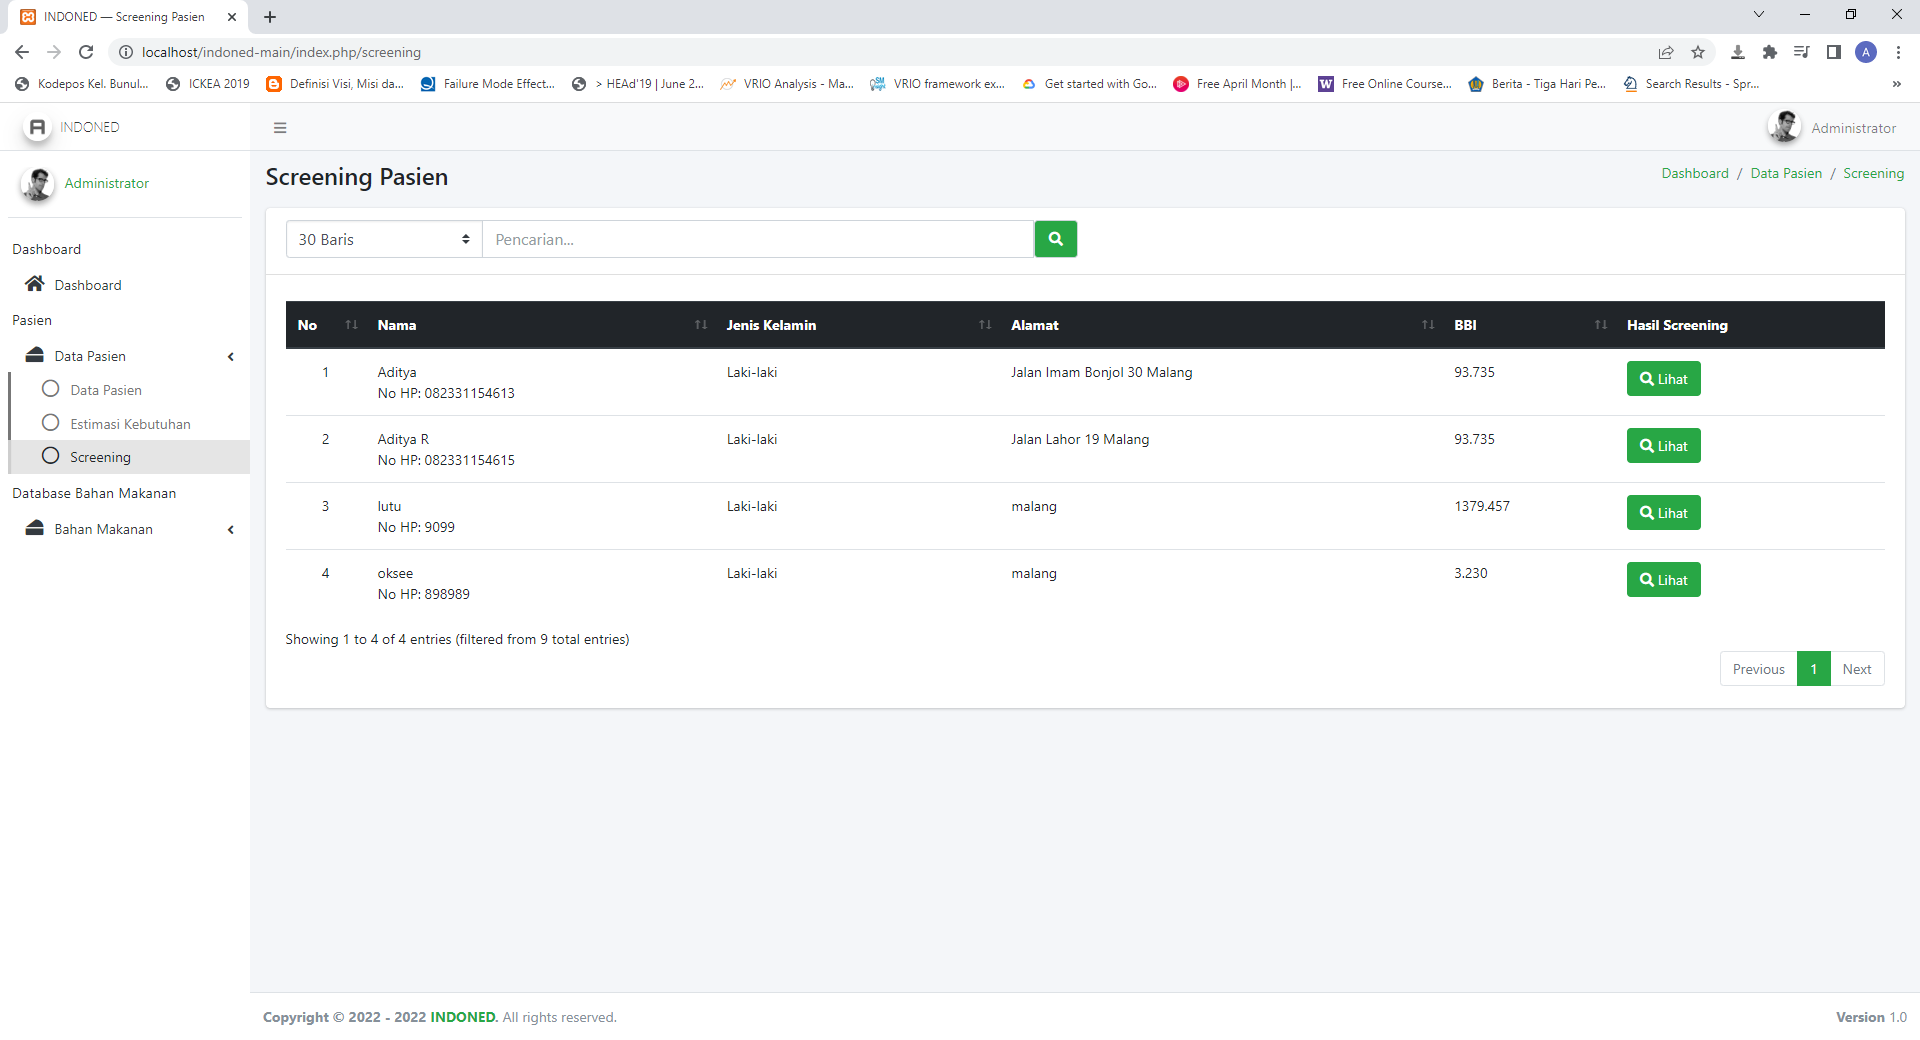 INDONED — Screening Pasien
localhost/indoned-main/index.php/screening
A
Kodepos Kel. Bunul...
ICKEA 2019
Definisi Visi, Misi da...
Failure Mode Effect...
> HEAd'19 | June 2...
VRIO Analysis - Ma...
VRIO framework ex...
Get started with Go...
Free April Month |...
Free Online Course...
Berita - Tiga Hari Pe...
Search Results - Spr...
»
INDONED
Administrator
Administrator
Dashboard
Dashboard
Pasien
Data Pasien
Data Pasien
Estimasi Kebutuhan
Screening
Database Bahan Makanan
Bahan Makanan
Screening Pasien
Dashboard / Data Pasien / Screening
30 Baris
Pencarian...
No Nama Jenis Kelamin Alamat BBI Hasil Screening
1 Aditya Laki-laki Jalan Imam Bonjol 30 Malang 93.735 Lihat
No HP: 082331154613
2 Aditya R Laki-laki Jalan Lahor 19 Malang 93.735 Lihat
No HP: 082331154615
3 lutu Laki-laki malang 1379.457 Lihat
No HP: 9099
4 oksee Laki-laki malang 3.230 Lihat
No HP: 898989
Showing 1 to 4 of 4 entries (filtered from 9 total entries)
Previous 1 Next
Copyright © 2022 - 2022 INDONED. All rights reserved.
Version 1.0